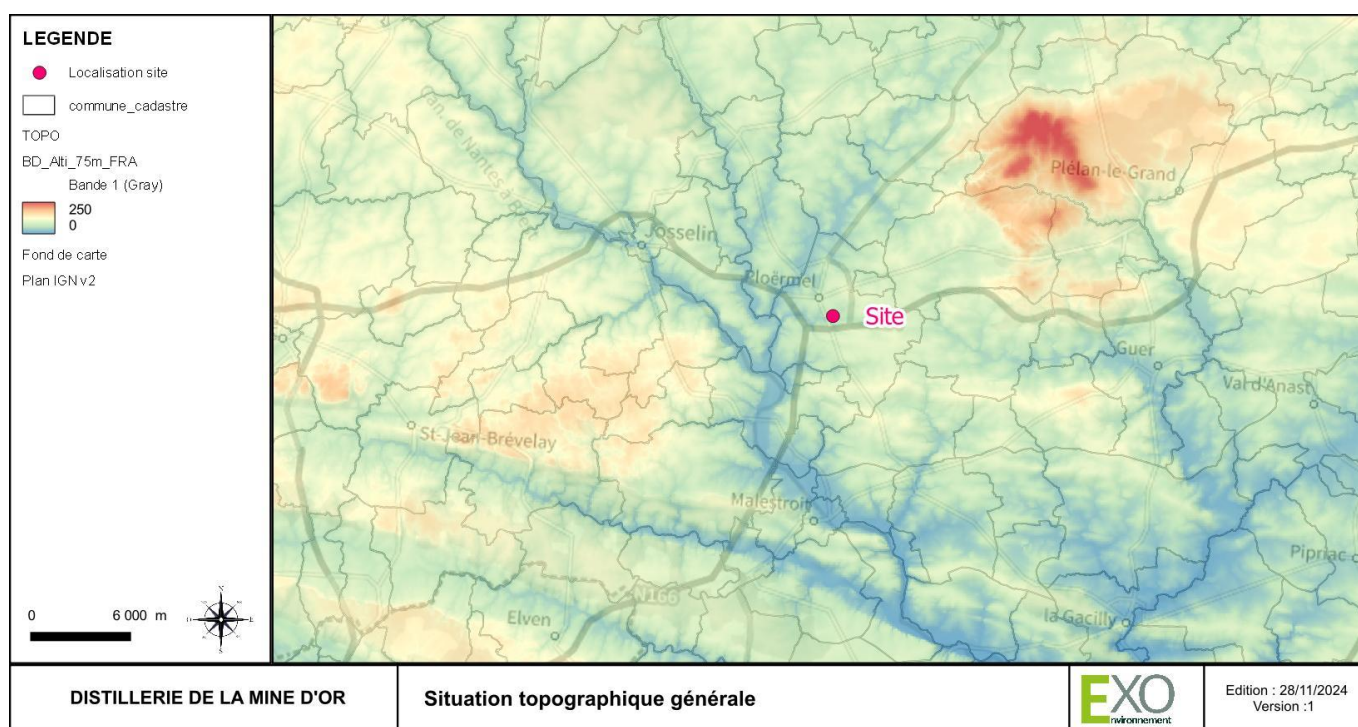 LEGENDE
Localisation site
commune_cadastre
TOPO
BD_Alti_75m_FRA
Bande 1 (Gray)
250
0
Fond de carte
Plan IGN v2
0 6 000 m
Josselin
Plélan-le-Grand
Ploërmel
Site
Guer
Val d'Anast
St-Jean-Brévelay
Malestroit
Pipriac
N166
Elven
la Gacilly
DISTILLERIE DE LA MINE D'OR
Situation topographique générale
EXO
nvironnement
Edition : 28/11/2024
Version :1